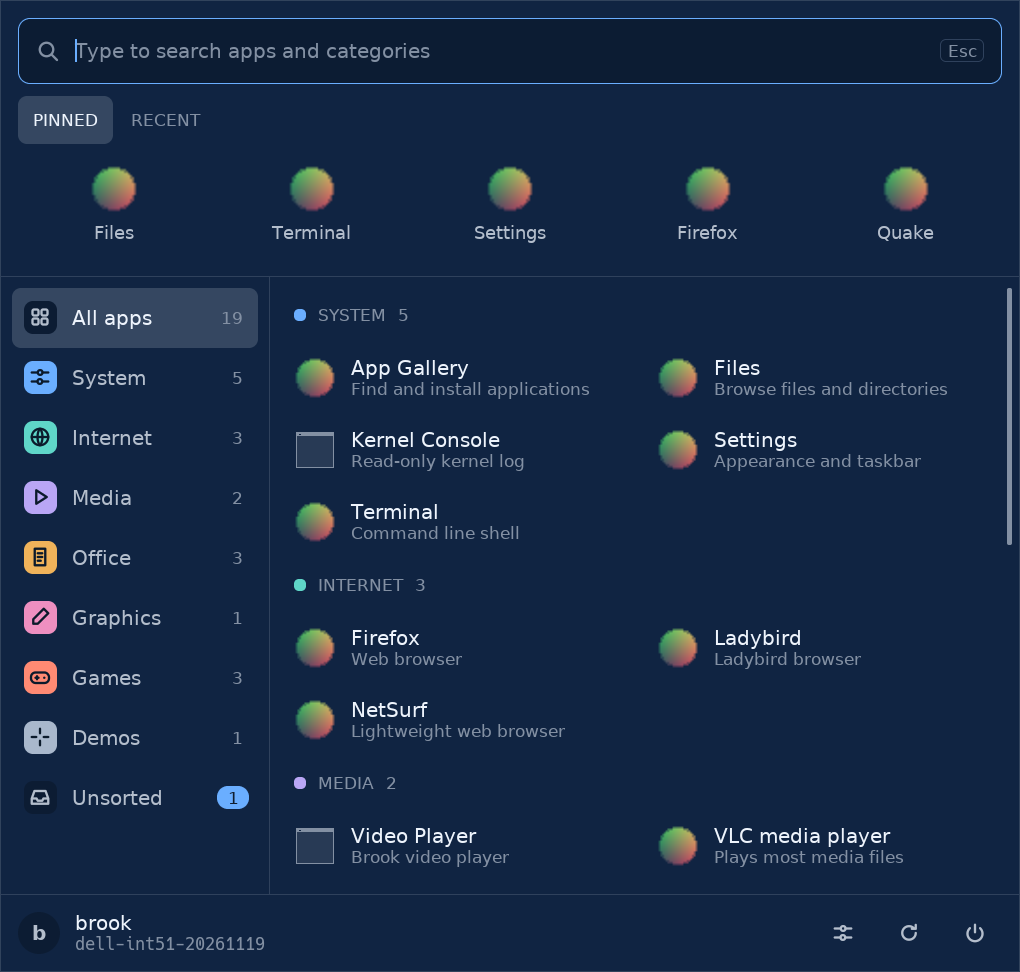 Type to search apps and categories
Esc
PINNED
RECENT
Files
Terminal
Settings
Firefox
Quake
All apps 19
System 5
Internet 3
Media 2
Office 3
Graphics 1
Games 3
Demos 1
Unsorted 1
SYSTEM 5
App Gallery
Find and install applications
Files
Browse files and directories
Kernel Console
Read-only kernel log
Settings
Appearance and taskbar
Terminal
Command line shell
INTERNET 3
Firefox
Web browser
Ladybird
Ladybird browser
NetSurf
Lightweight web browser
MEDIA 2
Video Player
Brook video player
VLC media player
Plays most media files
b
brook
dell-int51-20261119